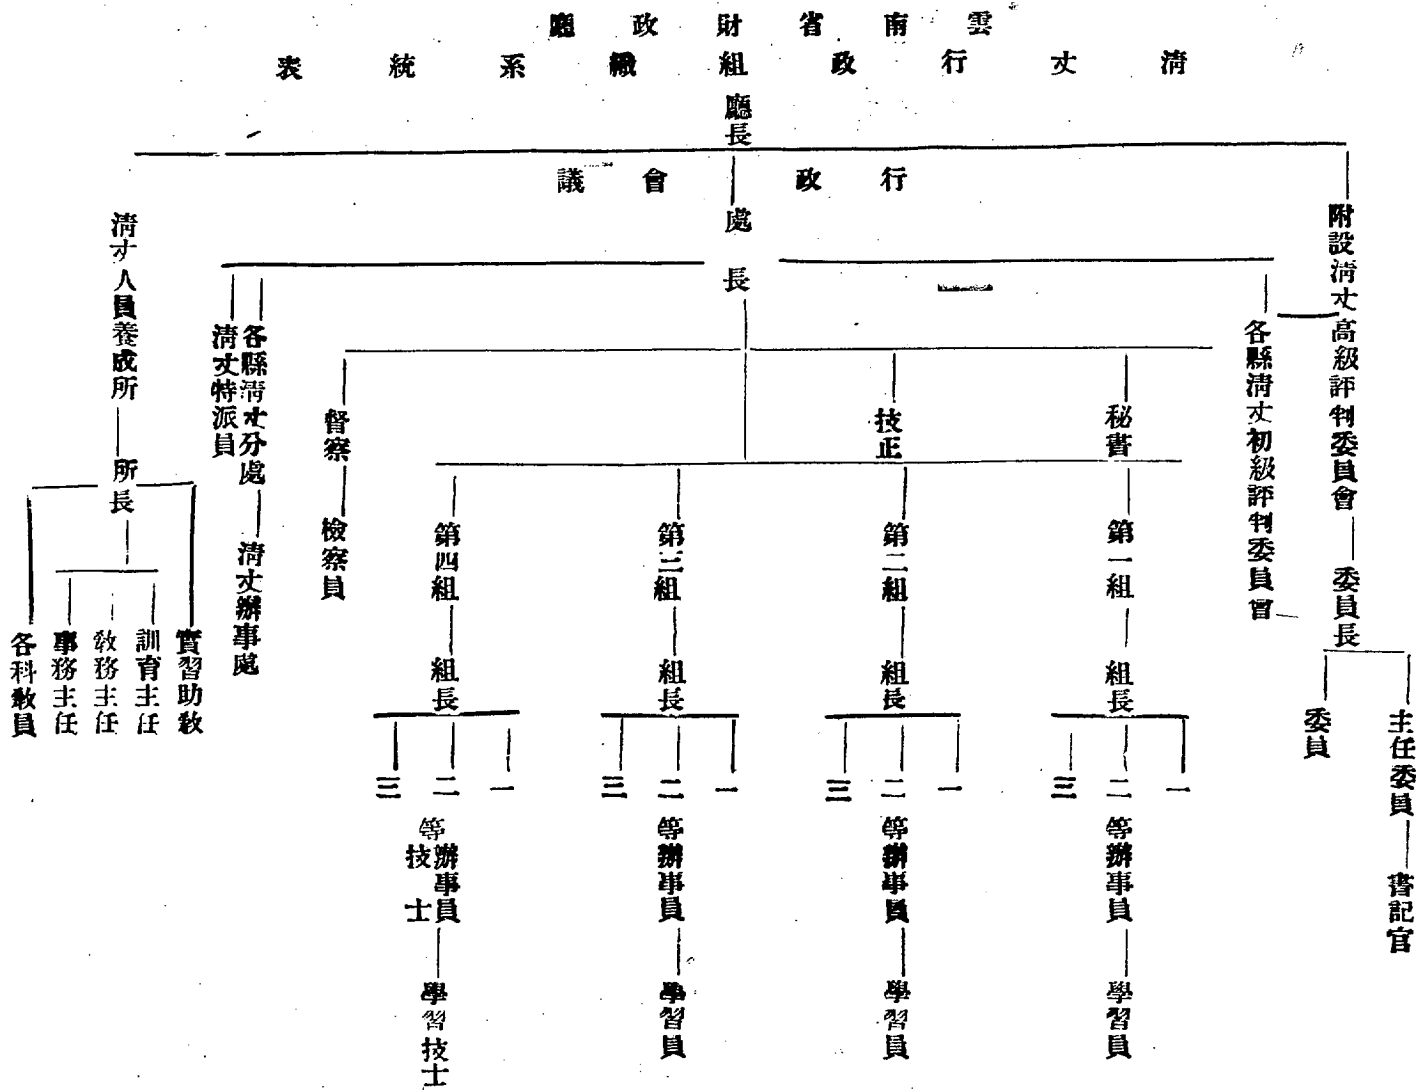 雲南省財政廳
清丈行政組織系統表
廳長
行政會議
處長
附設清丈高級評判委員會
委員長
主任委員
書記官
委員
各縣清丈初級評判委員會
秘書
技正
督察
檢察員
第一組
組長
一
二
三
等辦事員
學習員
第二組
組長
一
二
三
等辦事員
學習員
第三組
組長
一
二
三
等辦事員
學習員
第四組
組長
一
二
三
等辦事員
技士
學習技士
各縣清丈分處
清丈辦事處
清丈特派員
清丈人員養成所
所長
實習助教
訓育主任
教務主任
事務主任
各科教員